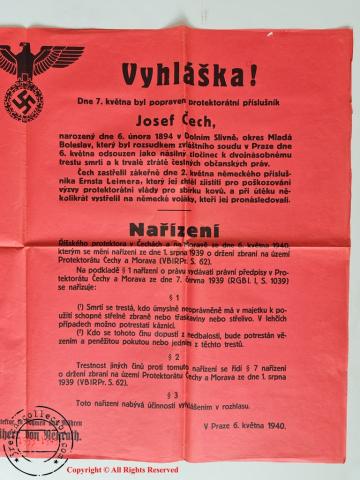 Vyhláška!
Dne 7. května byl popraven protektorátní příslušník
Josef Čech,
narozený dne 6. února 1894 v Dolním Slivně, okres Mladá
Boleslav, který byl rozsudkem zvláštního soudu v Praze dne
6. května odsouzen jako násilný zločinec k dvojnásobnému
trestu smrti a k trvalé ztrátě čestných občanských práv.
Čech zastřelil zákeřně dne 2. května německého přísluš-
níka Ernsta Leimera, který jej chtěl zjistiti pro poškozování
výzvy protektorátní vlády pro sbírku kovů, a při útěku ně-
kolikrát vystřelil na německé vojáky, kteří jej pronásledovali.
Nařízení
Říšského protektora v Čechách a na Moravě ze dne 6. května 1940,
kterým se mění nařízení ze dne 1. srpna 1939 o držení zbraní na území
Protektorátu Čechy a Morava (VBlRPr. S. 62).
Na podkladě § 1 nařízení o právu vydávati právní předpisy v Pro-
tektorátu Čechy a Morava ze dne 7. června 1939 (RGBl. I, S. 1039)
se nařizuje:
§ 1
(¹) Smrtí se trestá, kdo úmyslně neoprávněně má v majetku k po-
užití schopné střelné zbraně nebo třaskaviny nebo střelivo. V lehčích
případech možno potrestati káznicí.
(²) Kdo se tohoto činu dopustí z nedbalosti, bude potrestán věze-
ním a peněžitou pokutou nebo jedním z těchto trestů.
§ 2
Trestnost jiných činů proti tomuto nařízení se řídí § 7 nařízení
o držení zbraní na území Protektorátu Čechy a Morava ze dne 1. srpna
1939 (VBlRPr. S. 62).
§ 3
Toto nařízení nabývá účinnosti vyhlášením v rozhlase.
V Praze 6. května 1940.
von Neurath.
Copyright © All Rights Reserved